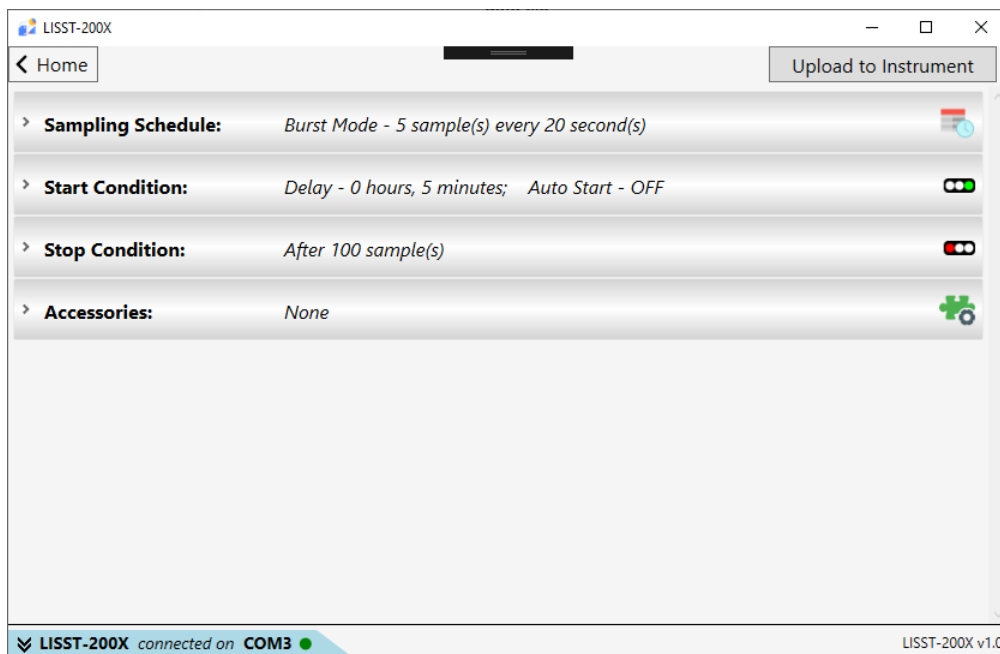 LISST-200X
Home
Upload to Instrument
Sampling Schedule: Burst Mode - 5 sample(s) every 20 second(s)
Start Condition: Delay - 0 hours, 5 minutes; Auto Start - OFF
Stop Condition: After 100 sample(s)
Accessories: None
LISST-200X connected on COM3
LISST-200X v1.0